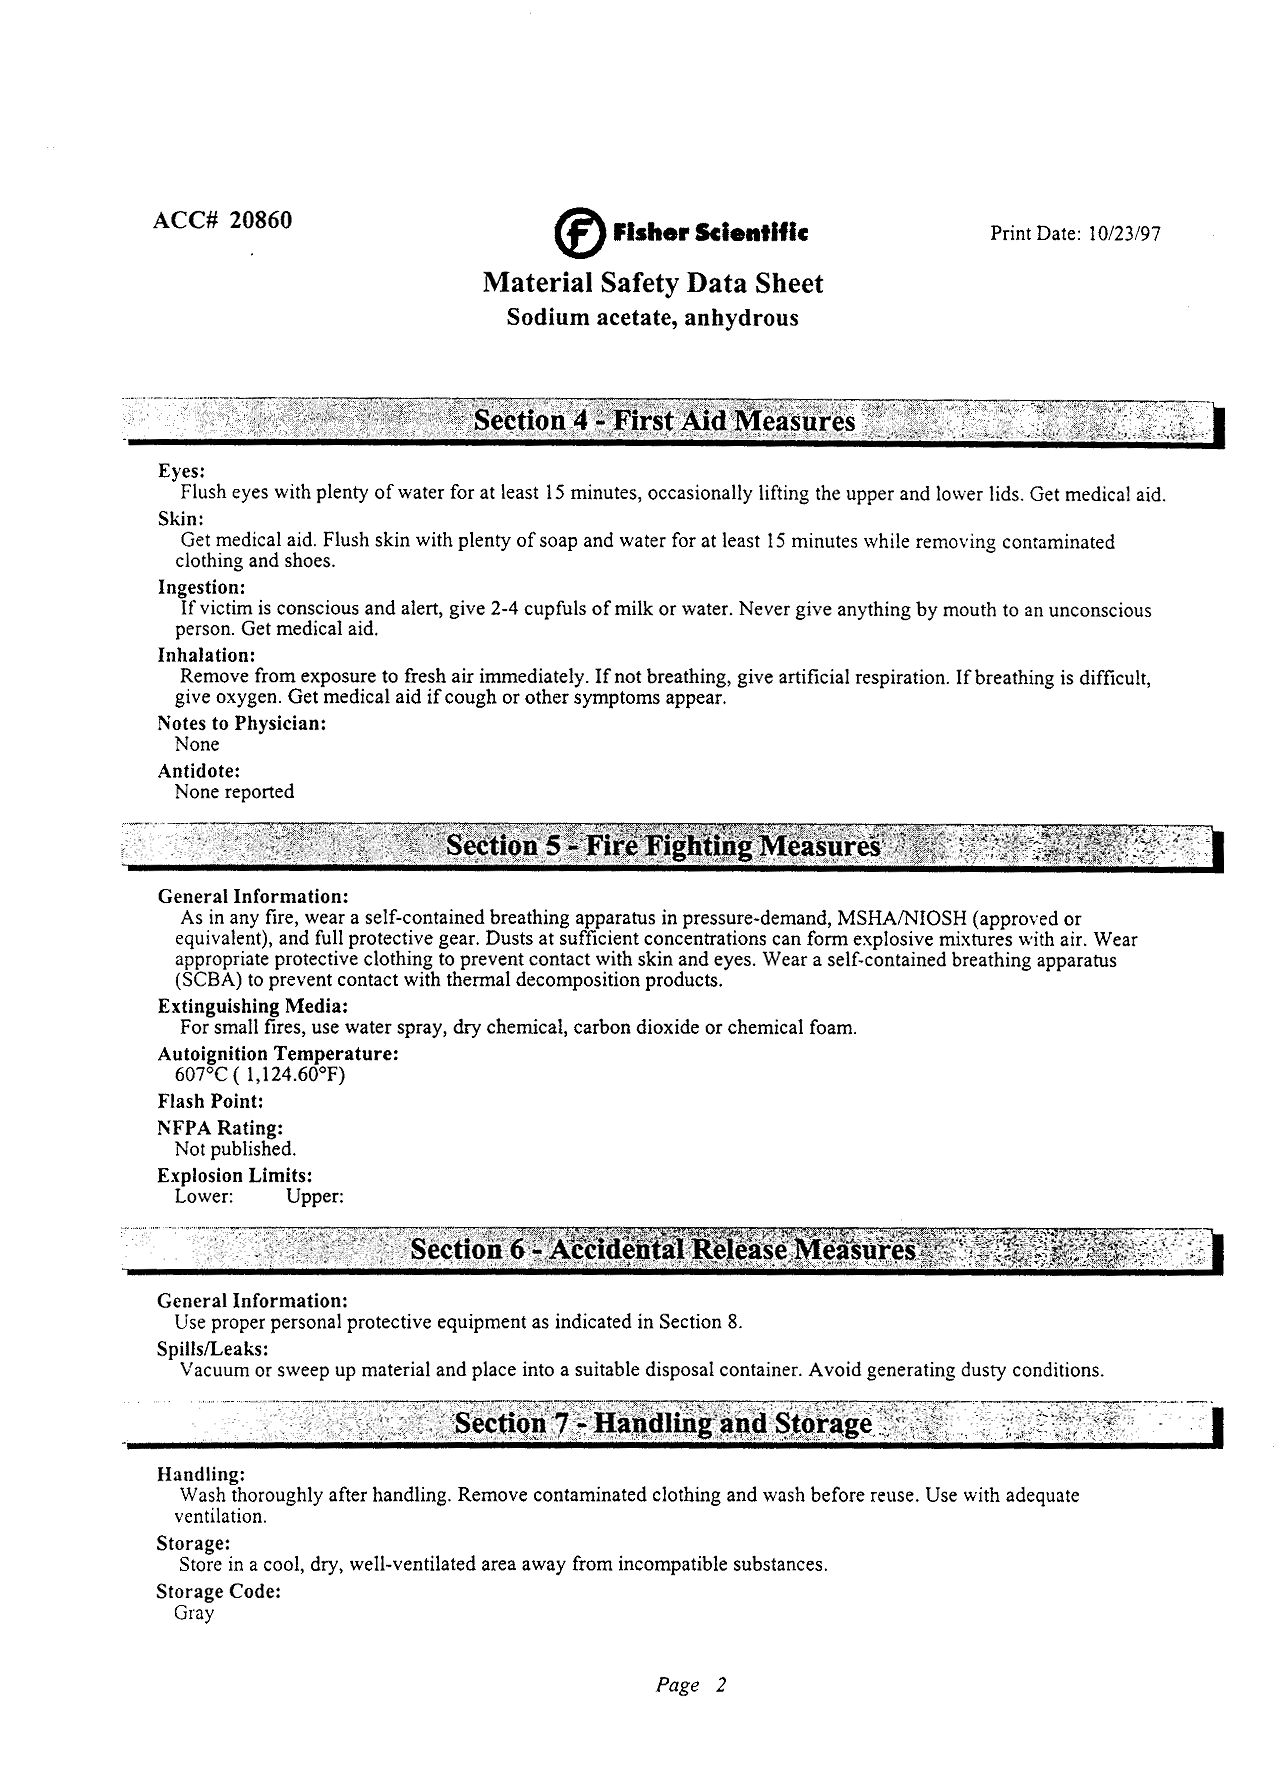 ACC# 20860
Fisher Scientific
Print Date: 10/23/97
Material Safety Data Sheet
Sodium acetate, anhydrous
Section 4 - First Aid Measures
Eyes:
Flush eyes with plenty of water for at least 15 minutes, occasionally lifting the upper and lower lids. Get medical aid.
Skin:
Get medical aid. Flush skin with plenty of soap and water for at least 15 minutes while removing contaminated
clothing and shoes.
Ingestion:
If victim is conscious and alert, give 2-4 cupfuls of milk or water. Never give anything by mouth to an unconscious
person. Get medical aid.
Inhalation:
Remove from exposure to fresh air immediately. If not breathing, give artificial respiration. If breathing is difficult,
give oxygen. Get medical aid if cough or other symptoms appear.
Notes to Physician:
None
Antidote:
None reported
Section 5 - Fire Fighting Measures
General Information:
As in any fire, wear a self-contained breathing apparatus in pressure-demand, MSHA/NIOSH (approved or
equivalent), and full protective gear. Dusts at sufficient concentrations can form explosive mixtures with air. Wear
appropriate protective clothing to prevent contact with skin and eyes. Wear a self-contained breathing apparatus
(SCBA) to prevent contact with thermal decomposition products.
Extinguishing Media:
For small fires, use water spray, dry chemical, carbon dioxide or chemical foam.
Autoignition Temperature:
607°C ( 1,124.60°F)
Flash Point:
NFPA Rating:
Not published.
Explosion Limits:
Lower: Upper:
Section 6 - Accidental Release Measures
General Information:
Use proper personal protective equipment as indicated in Section 8.
Spills/Leaks:
Vacuum or sweep up material and place into a suitable disposal container. Avoid generating dusty conditions.
Section 7 - Handling and Storage
Handling:
Wash thoroughly after handling. Remove contaminated clothing and wash before reuse. Use with adequate
ventilation.
Storage:
Store in a cool, dry, well-ventilated area away from incompatible substances.
Storage Code:
Gray
Page 2